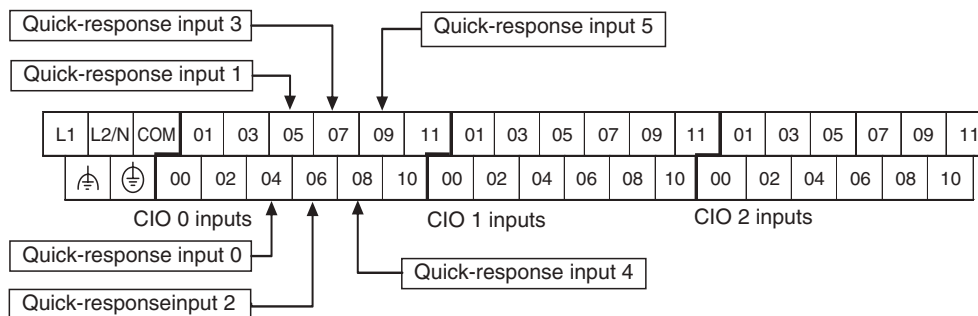 Quick-response input 3
Quick-response input 5
Quick-response input 1
L1 L2/N COM 01 03 05 07 09 11 01 03 05 07 09 11 01 03 05 07 09 11
00 02 04 06 08 10 00 02 04 06 08 10 00 02 04 06 08 10
CIO 0 inputs
CIO 1 inputs
CIO 2 inputs
Quick-response input 0
Quick-response input 4
Quick-responseinput 2